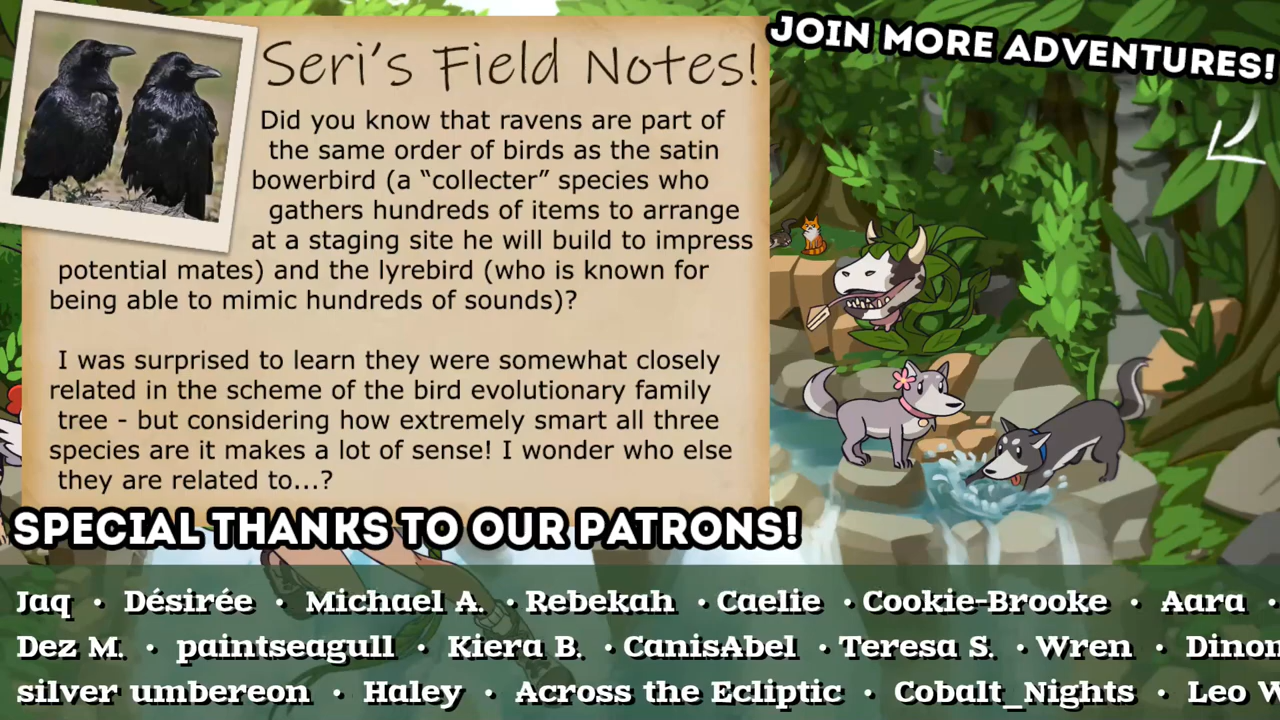 Seri's Field Notes!
Did you know that ravens are part of
the same order of birds as the satin
bowerbird (a “collecter” species who
gathers hundreds of items to arrange
at a staging site he will build to impress
potential mates) and the lyrebird (who is known for
being able to mimic hundreds of sounds)?
I was surprised to learn they were somewhat closely
related in the scheme of the bird evolutionary family
tree - but considering how extremely smart all three
species are it makes a lot of sense! I wonder who else
they are related to...?
JOIN MORE ADVENTURES!
SPECIAL THANKS TO OUR PATRONS!
Jaq • Désirée • Michael A. • Rebekah • Caelie • Cookie-Brooke • Aara •
Dez M. • paintseagull • Kiera B. • CanisAbel • Teresa S. • Wren • Dinon
silver umbereon • Haley • Across the Ecliptic • Cobalt_Nights • Leo W